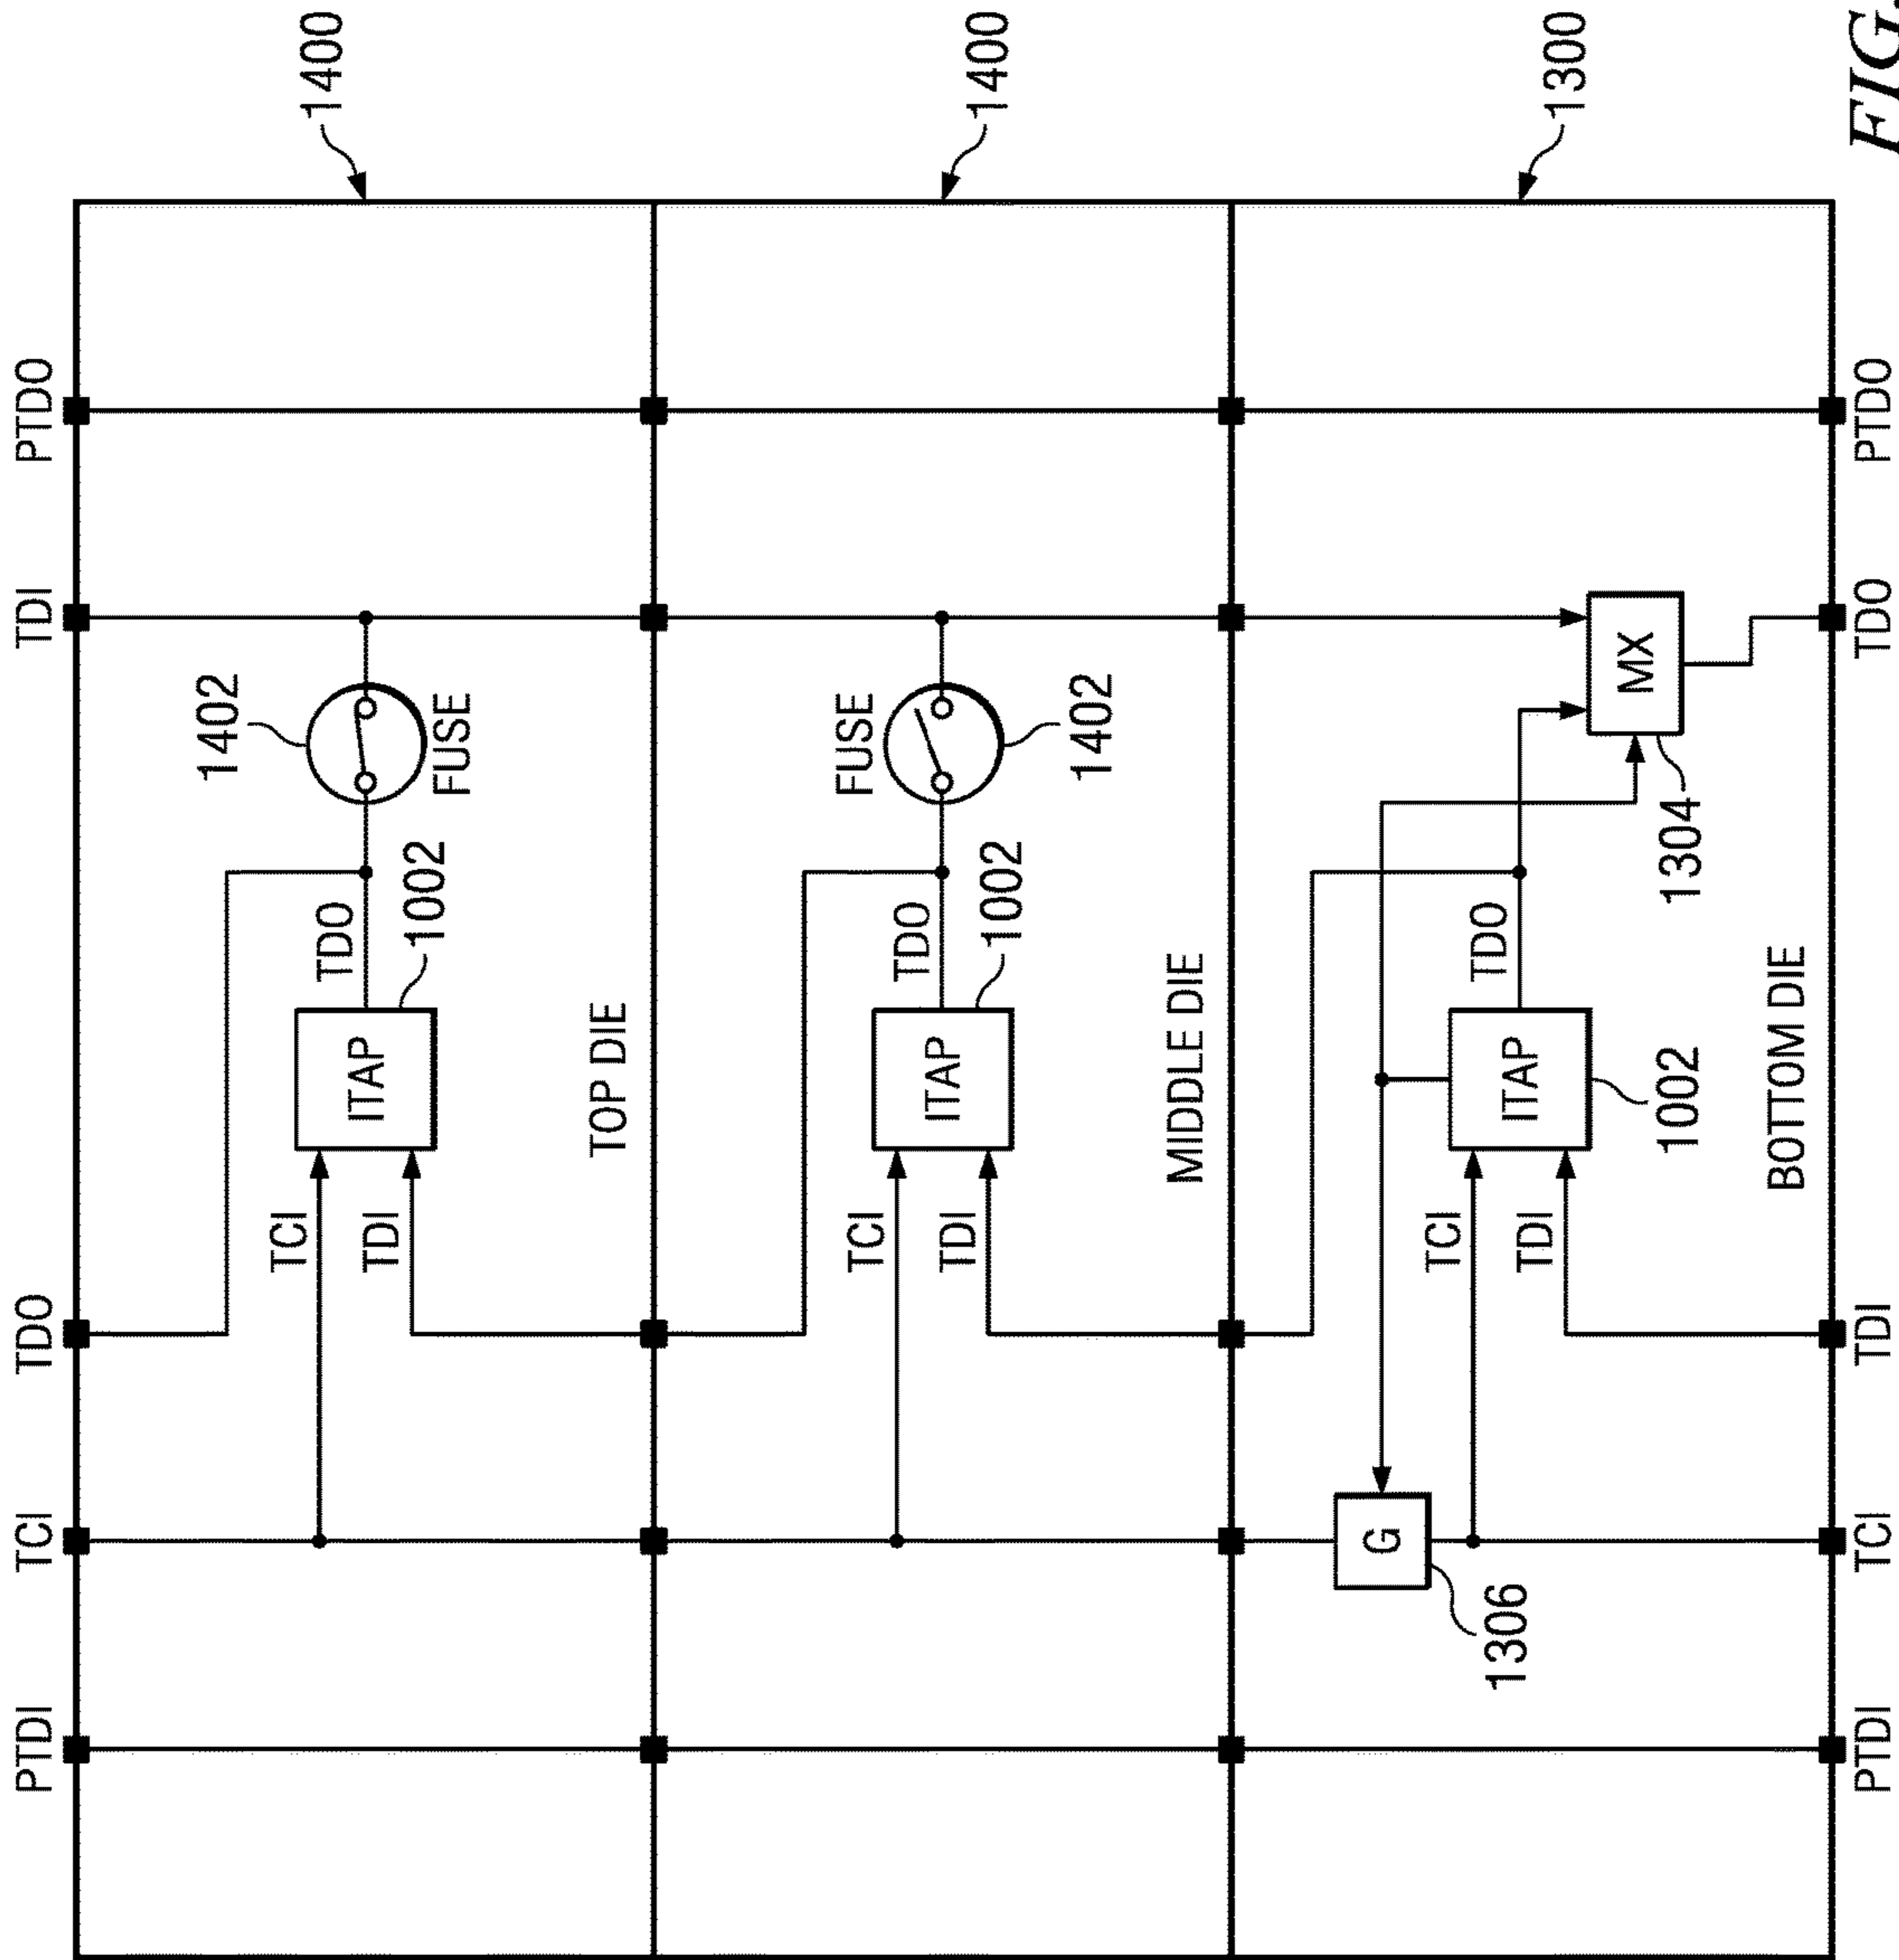 PTDI TCI TDO TDI PTDO
1402
TCI
1400
TDO
ITAP
TDI
1002
FUSE
TOP DIE
FUSE
TCI
TDO
ITAP
TDI
1400
1002
1402
MIDDLE DIE
G
TCI
TDO
1306
ITAP
TDI
1300
MX
1002
1304
BOTTOM DIE
PTDI TCI TDI TDO PTDO
FIG.